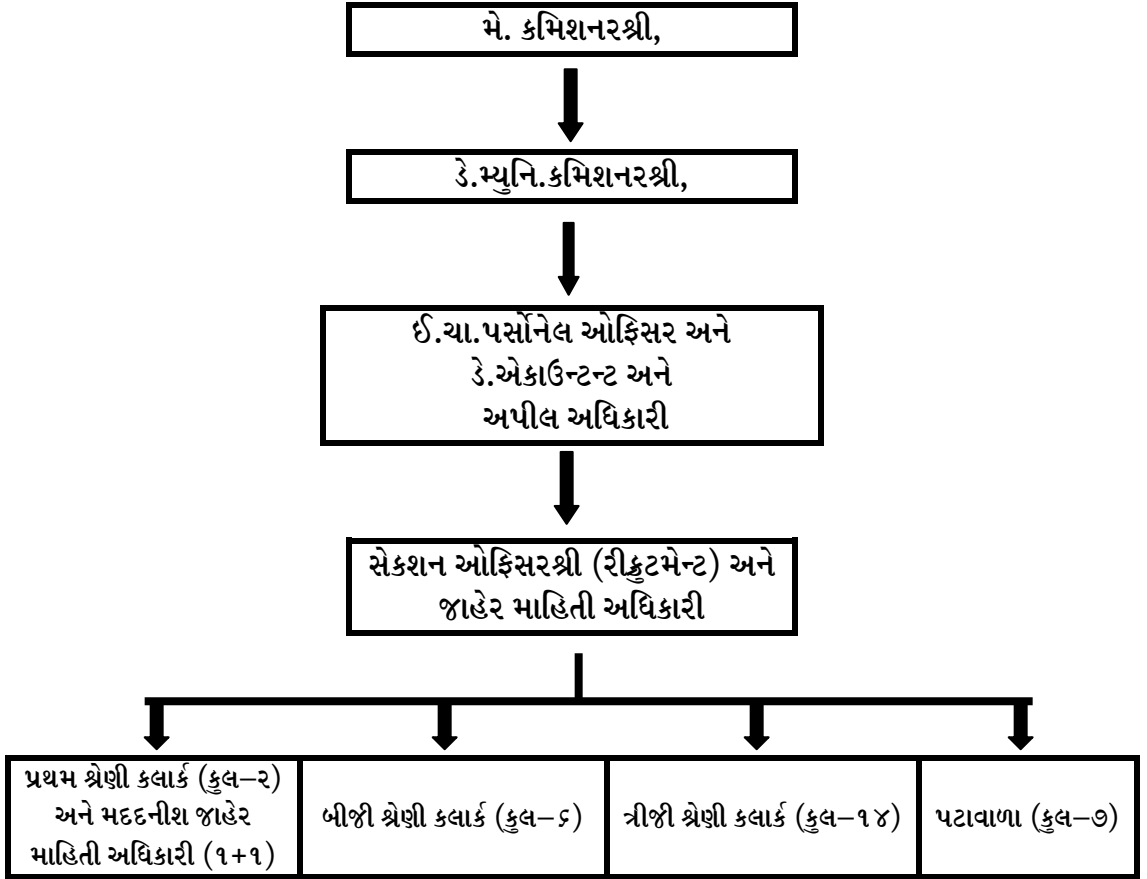 મે. કમિશનરશ્રી,
ડે.મ્યુનિ.કમિશનરશ્રી,
ઈ.ચા.પર્સોનેલ ઓફિસર અને
ડે.એકાઉન્ટન્ટ અને
અપીલ અધિકારી
સેકશન ઓફિસરશ્રી (રીક્રુટમેન્ટ) અને
જાહેર માહિતી અધિકારી
પ્રથમ શ્રેણી કલાર્ક (કુલ–૨)
અને મદદનીશ જાહેર
માહિતી અધિકારી (૧+૧)
બીજી શ્રેણી કલાર્ક (કુલ–૬)
ત્રીજી શ્રેણી કલાર્ક (કુલ–૧૪)
પટાવાળા (કુલ–૭)